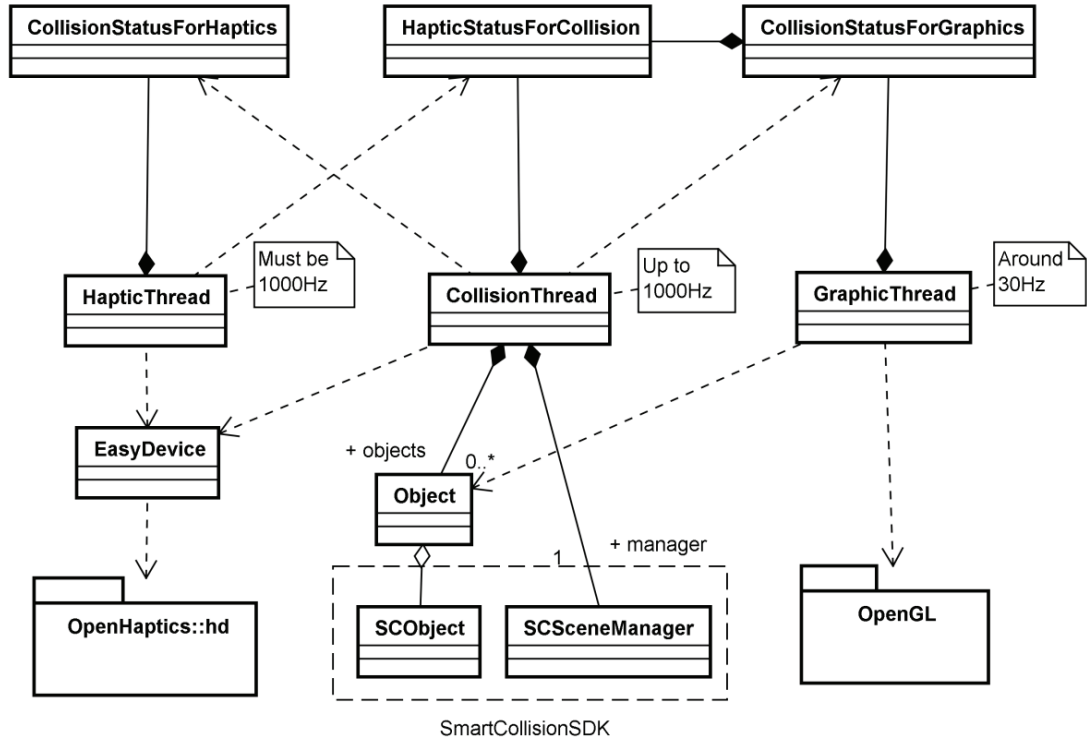 CollisionStatusForHaptics
HapticStatusForCollision
CollisionStatusForGraphics
Must be
1000Hz
Up to
1000Hz
Around
30Hz
HapticThread
CollisionThread
GraphicThread
EasyDevice
+ objects
0..*
Object
+ manager
1
OpenHaptics::hd
SCObject
SCSceneManager
OpenGL
SmartCollisionSDK